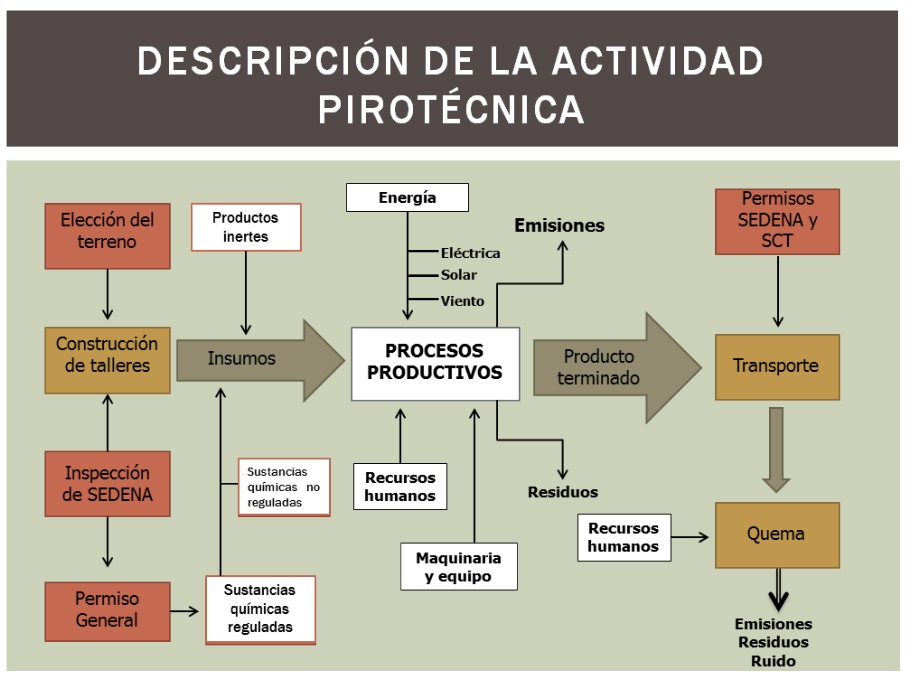 DESCRIPCIÓN DE LA ACTIVIDAD
PIROTÉCNICA
Elección del
terreno
Productos
inertes
Energía
Eléctrica
Solar
Viento
Emisiones
Permisos
SEDENA y
SCT
Construcción
de talleres
Insumos
PROCESOS
PRODUCTIVOS
Producto
terminado
Transporte
Inspección
de SEDENA
Sustancias
químicas no
reguladas
Recursos
humanos
Residuos
Maquinaria
y equipo
Recursos
humanos
Quema
Permiso
General
Sustancias
químicas
reguladas
Emisiones
Residuos
Ruido